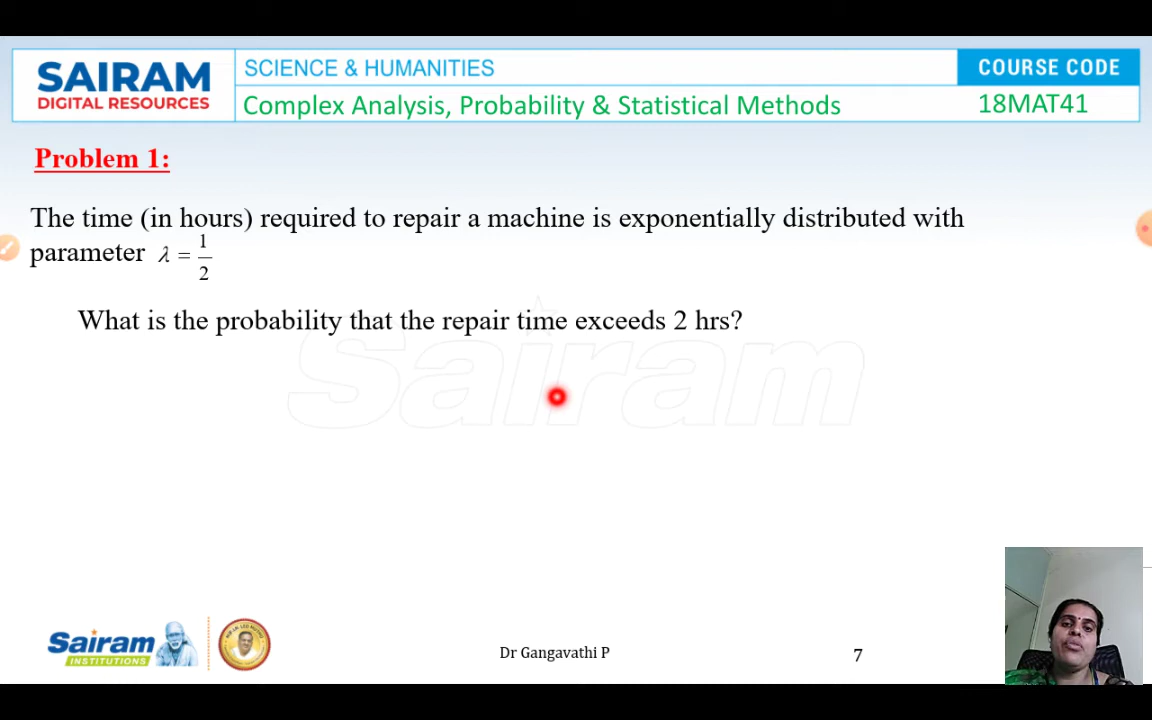 SAIRAM
DIGITAL RESOURCES
SCIENCE & HUMANITIES
COURSE CODE
Complex Analysis, Probability & Statistical Methods
18MAT41
Problem 1:
The time (in hours) required to repair a machine is exponentially distributed with
parameter λ = 1/2
What is the probability that the repair time exceeds 2 hrs?
Sairam
Sairam
INSTITUTIONS
Dr Gangavathi P
7